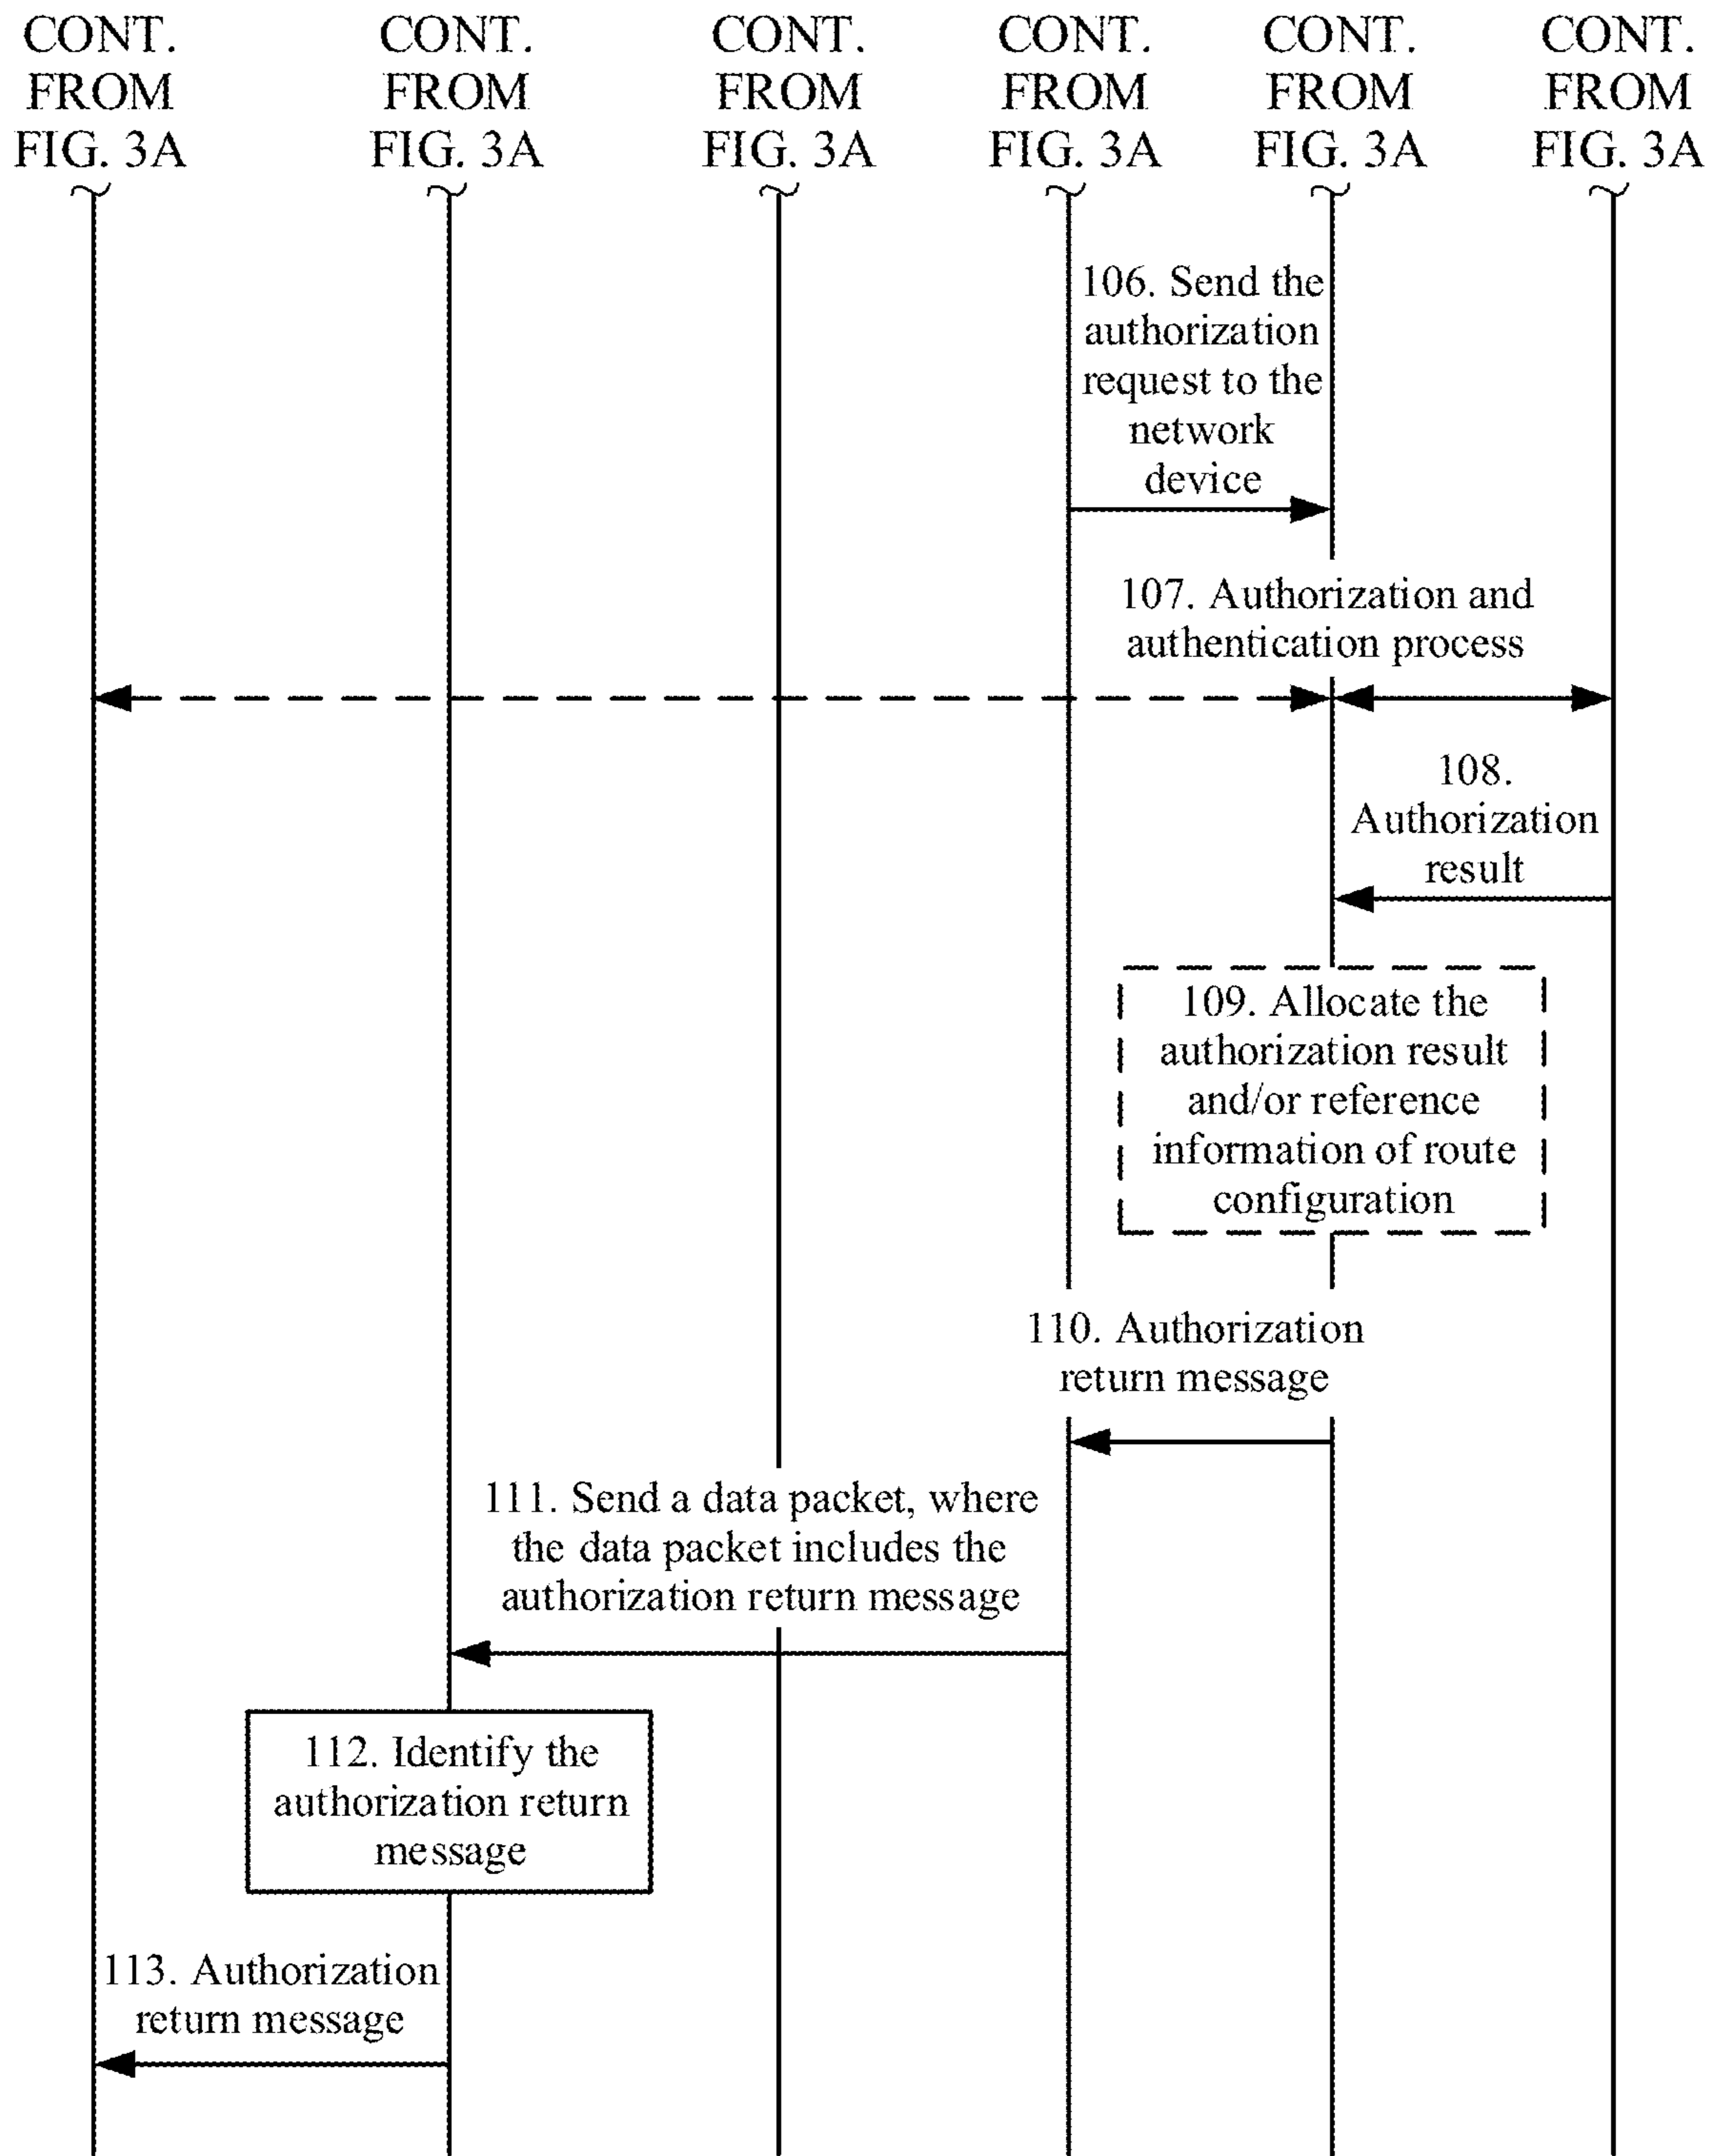 CONT. CONT. CONT. CONT. CONT. CONT.
FROM FROM FROM FROM FROM FROM
FIG. 3A FIG. 3A FIG. 3A FIG. 3A FIG. 3A FIG. 3A
106. Send the
authorization
request to the
network
device
107. Authorization and
authentication process
108.
Authorization
result
109. Allocate the
authorization result
and/or reference
information of route
configuration
110. Authorization
return message
111. Send a data packet, where
the data packet includes the
authorization return message
112. Identify the
authorization return
message
113. Authorization
return message